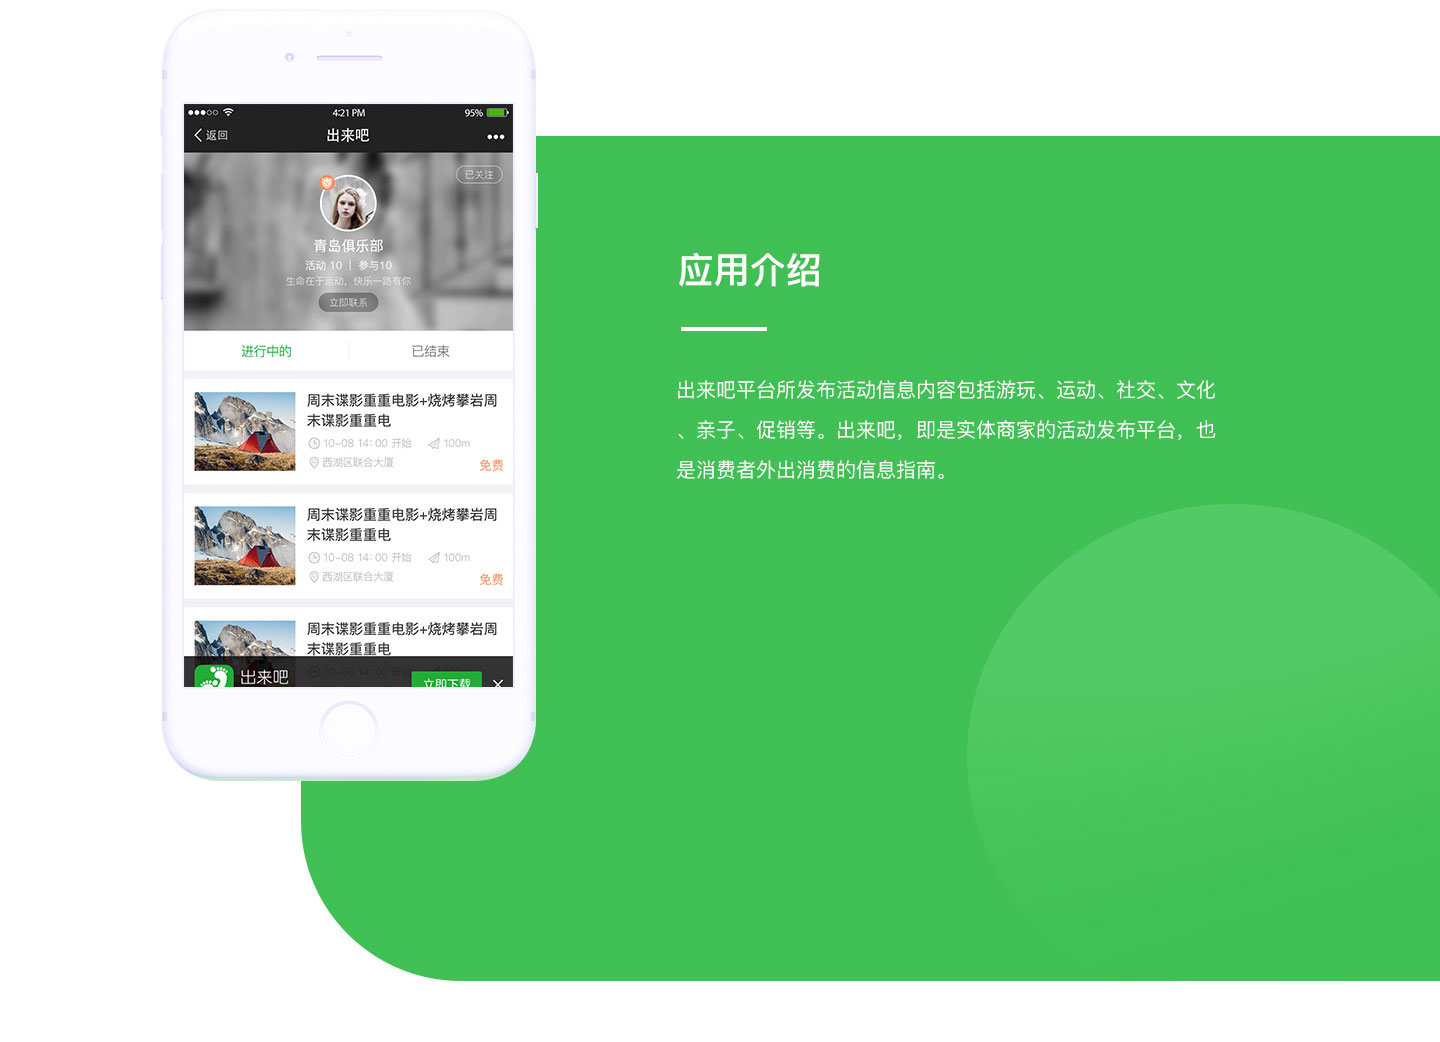 4:21 PM
95%
返回
出来吧
已关注
青岛俱乐部
活动 10 | 参与10
生命在于运动，快乐一路有你
立即联系
进行中的
已结束
周末谍影重重电影+烧烤攀岩周
末谍影重重电
10-08 14:00 开始
100m
西湖区联合大厦
免费
周末谍影重重电影+烧烤攀岩周
末谍影重重电
10-08 14:00 开始
100m
西湖区联合大厦
免费
周末谍影重重电影+烧烤攀岩周
末谍影重重电
10-08 14:00 开始
100m
出来吧
立即下载
应用介绍
出来吧平台所发布活动信息内容包括游玩、运动、社交、文化
、亲子、促销等。出来吧，即是实体商家的活动发布平台，也
是消费者外出消费的信息指南。